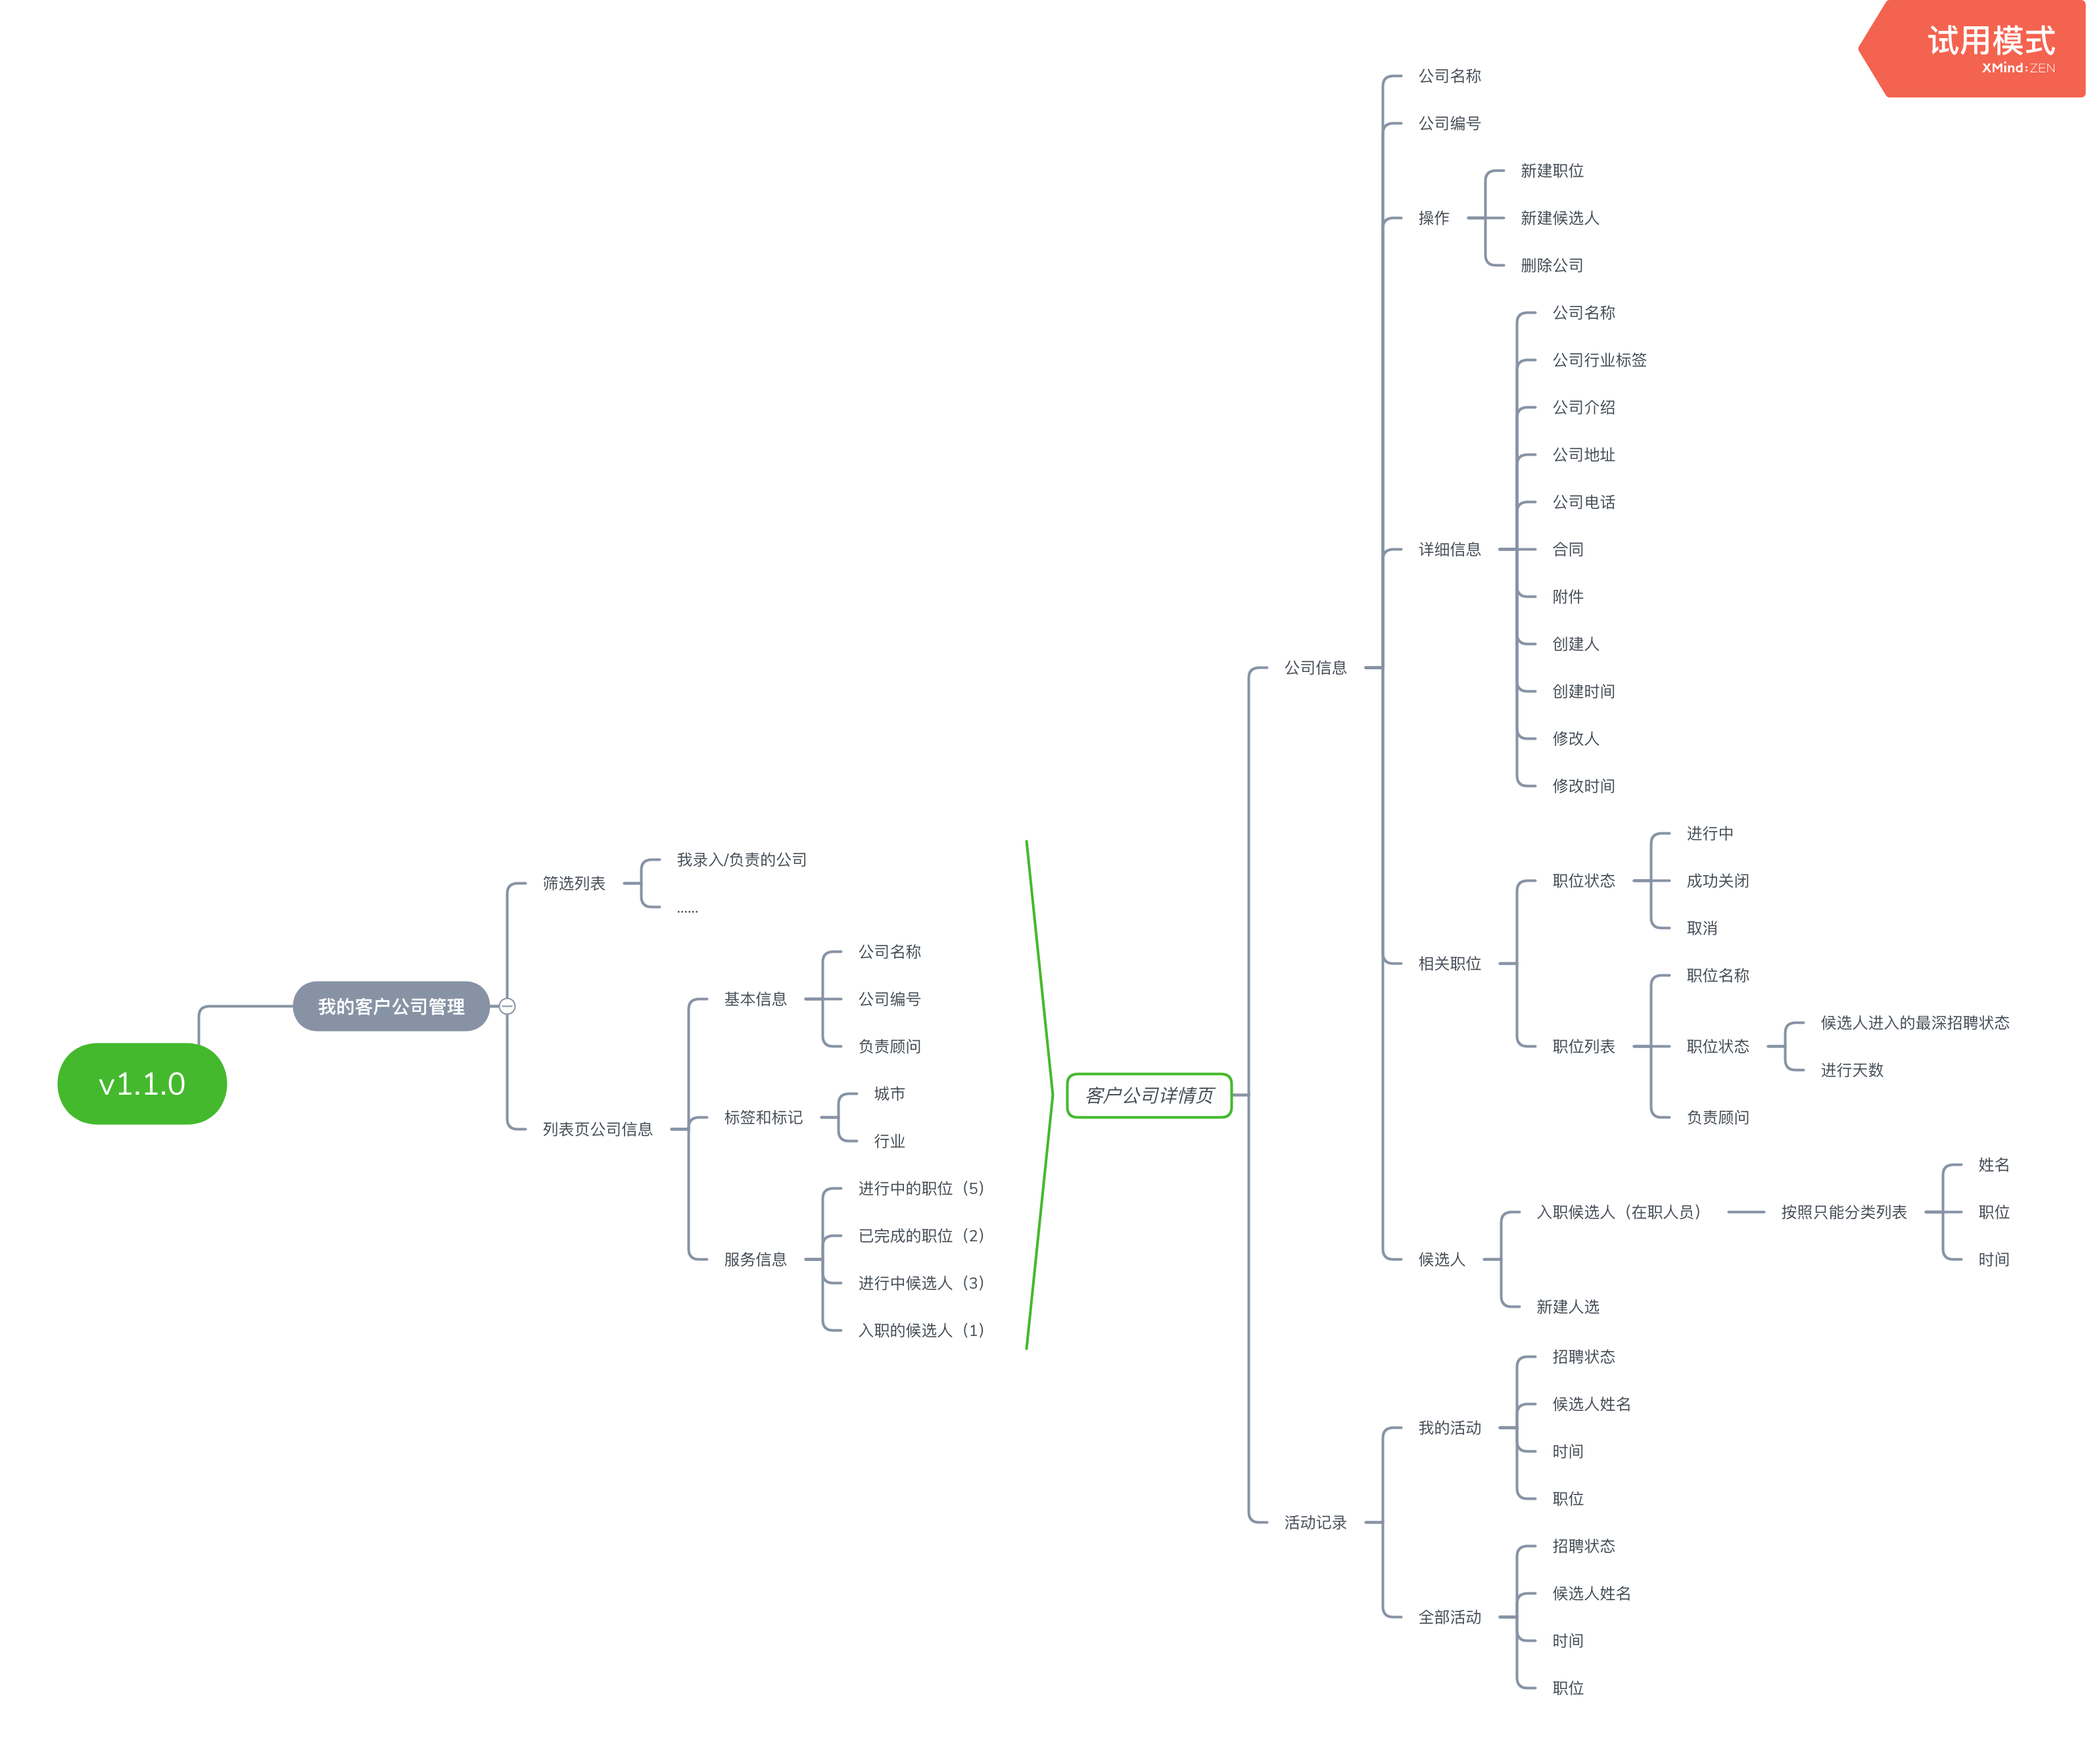 试用模式
XMind:ZEN
v1.1.0
我的客户公司管理
筛选列表
我录入/负责的公司
......
列表页公司信息
基本信息
公司名称
公司编号
负责顾问
标签和标记
城市
行业
服务信息
进行中的职位（5）
已完成的职位（2）
进行中候选人（3）
入职的候选人（1）
客户公司详情页
公司信息
公司名称
公司编号
操作
新建职位
新建候选人
删除公司
详细信息
公司名称
公司行业标签
公司介绍
公司地址
公司电话
合同
附件
创建人
创建时间
修改人
修改时间
相关职位
职位状态
进行中
成功关闭
取消
职位列表
职位名称
职位状态
候选人进入的最深招聘状态
进行天数
负责顾问
候选人
入职候选人（在职人员）
按照只能分类列表
姓名
职位
时间
新建人选
活动记录
我的活动
招聘状态
候选人姓名
时间
职位
全部活动
招聘状态
候选人姓名
时间
职位